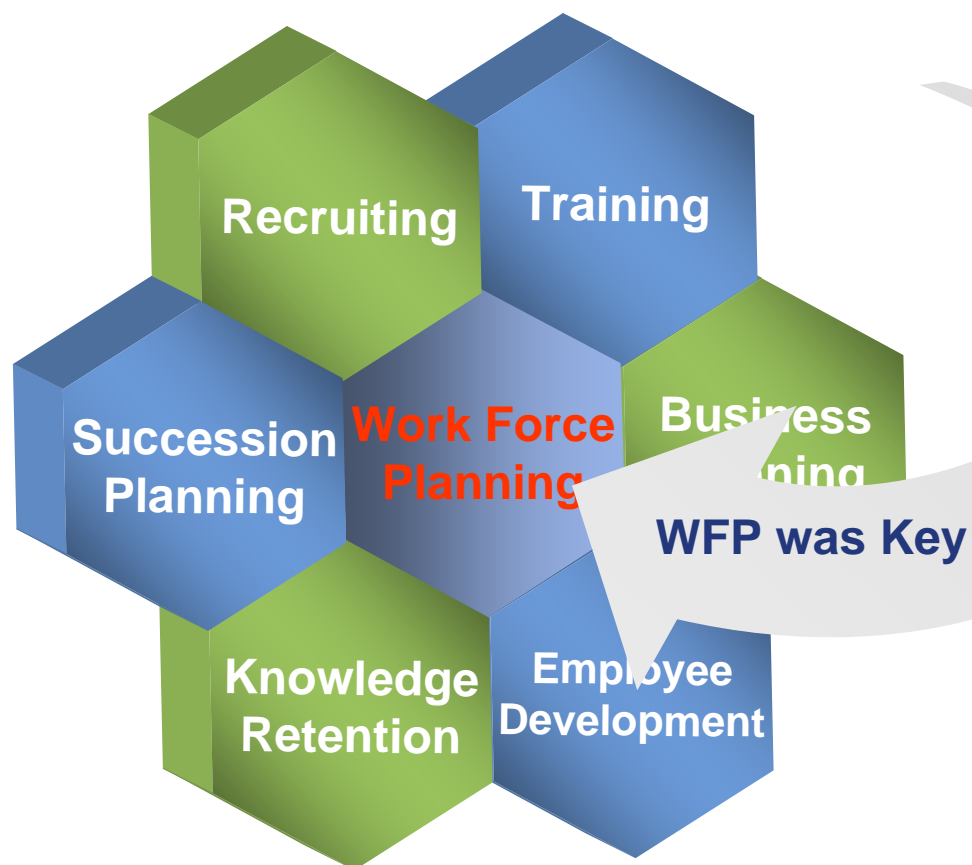 Recruiting
Training
Succession
Planning
Work Force
Planning
Business
WFP was Key
Knowledge
Retention
Employee
Development